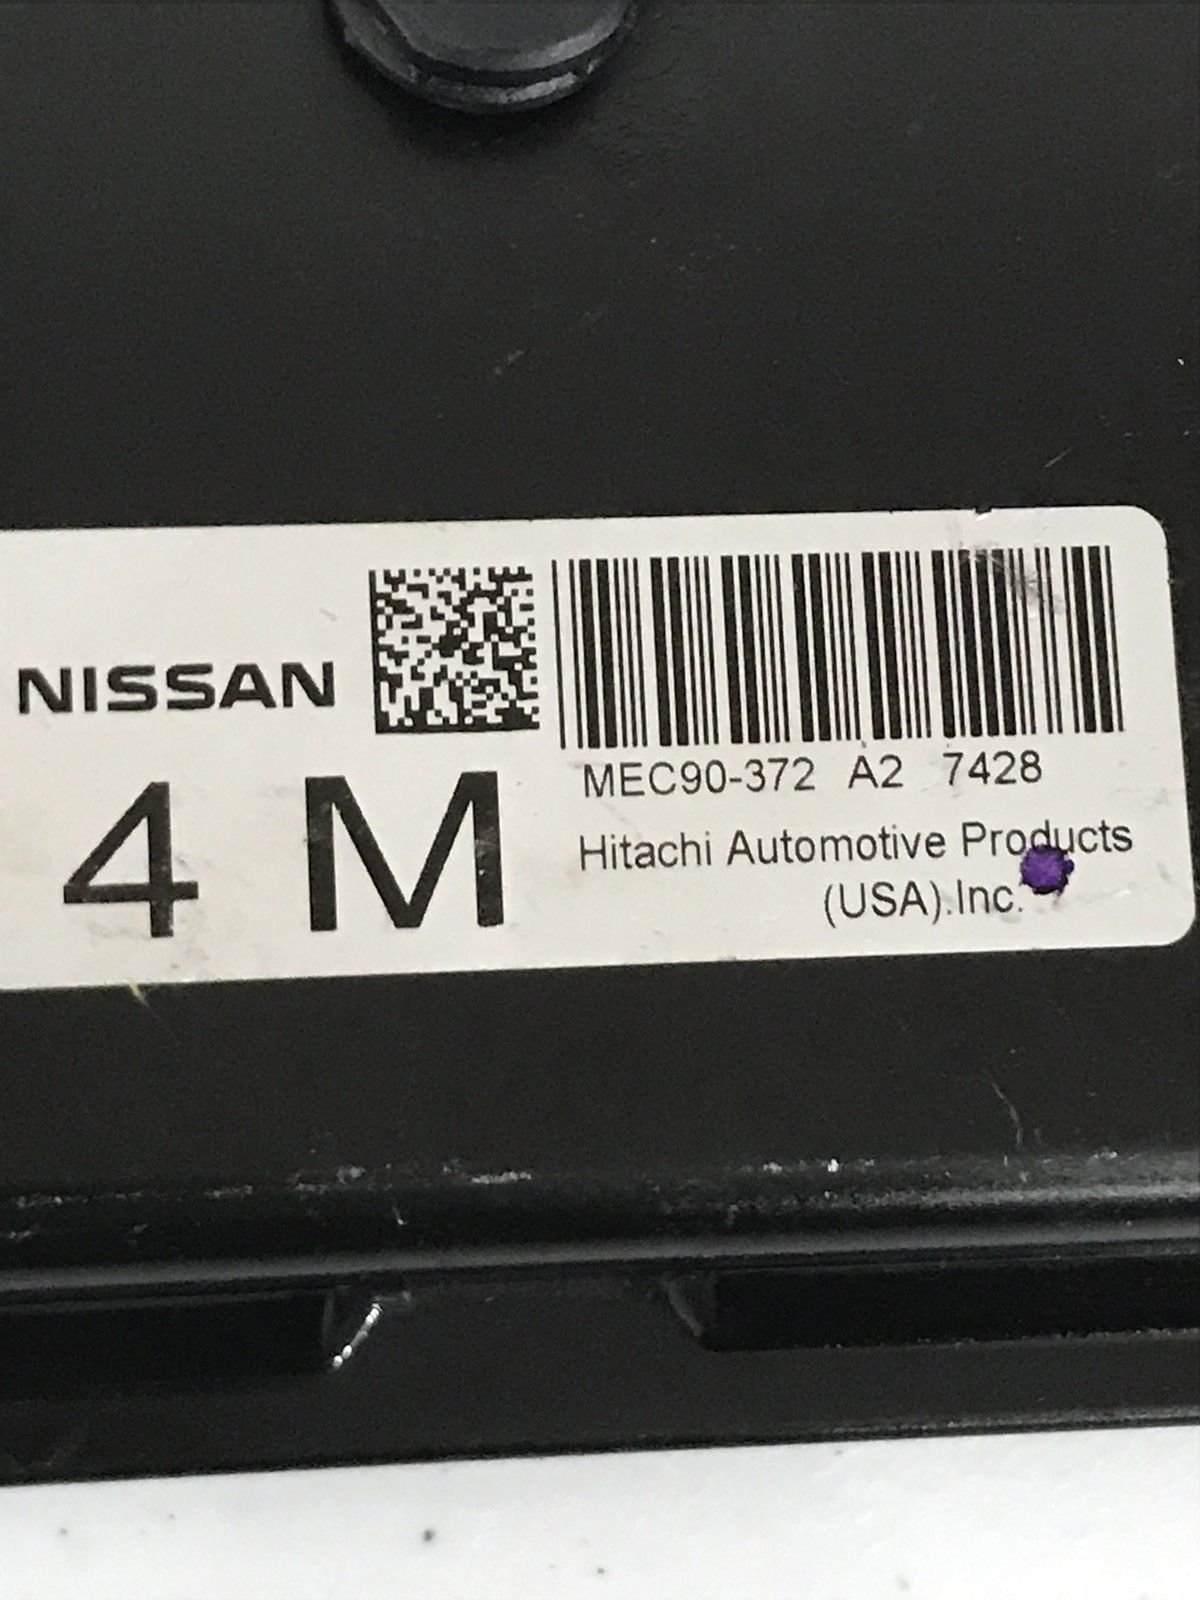 NISSAN
4 M
MEC90-372 A2 7428
Hitachi Automotive Products
(USA).Inc.